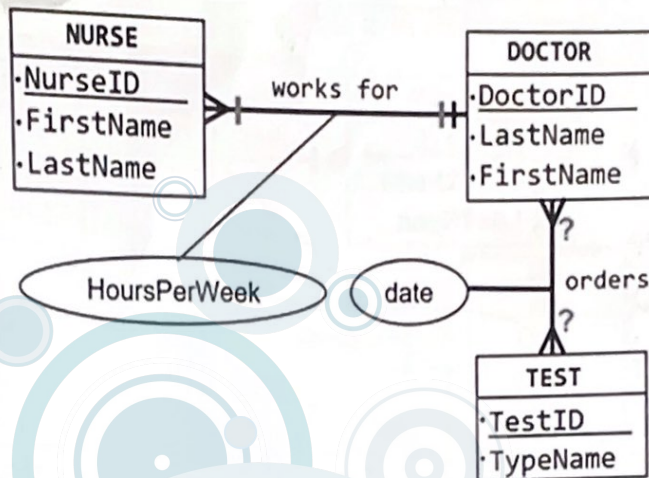 NURSE
·NurseID
·FirstName
·LastName
works for
DOCTOR
·DoctorID
·LastName
·FirstName
HoursPerWeek
date
?
orders
?
TEST
·TestID
·TypeName